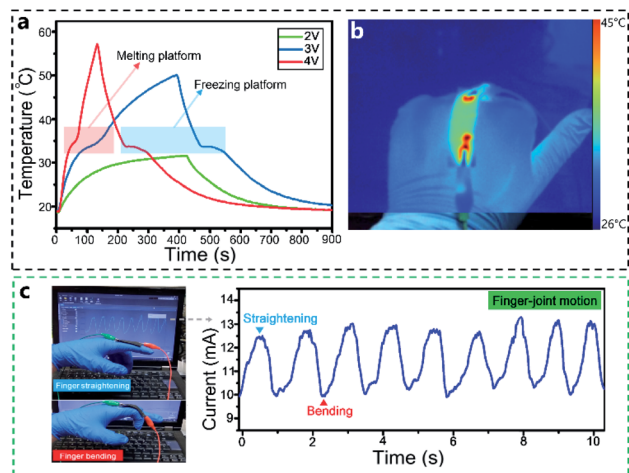 a
60
50
40
30
20
Temperature (°C)
0 100 200 300 400 500 600 700 800 900
Time (s)
Melting platform
Freezing platform
2V
3V
4V
b
45°C
26°C
c
Finger straightening
Finger bending
14
13
12
11
10
9
Current (mA)
0 2 4 6 8 10
Time (s)
Straightening
Bending
Finger-joint motion